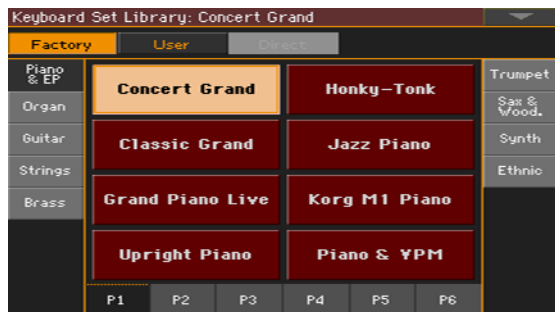 Keyboard Set Library: Concert Grand
Factory
User
Direct
Piano
& EP
Organ
Guitar
Strings
Brass
Concert Grand
Honky-Tonk
Classic Grand
Jazz Piano
Grand Piano Live
Korg M1 Piano
Upright Piano
Piano & VPM
Trumpet
Sax &
Wood.
Synth
Ethnic
P1
P2
P3
P4
P5
P6